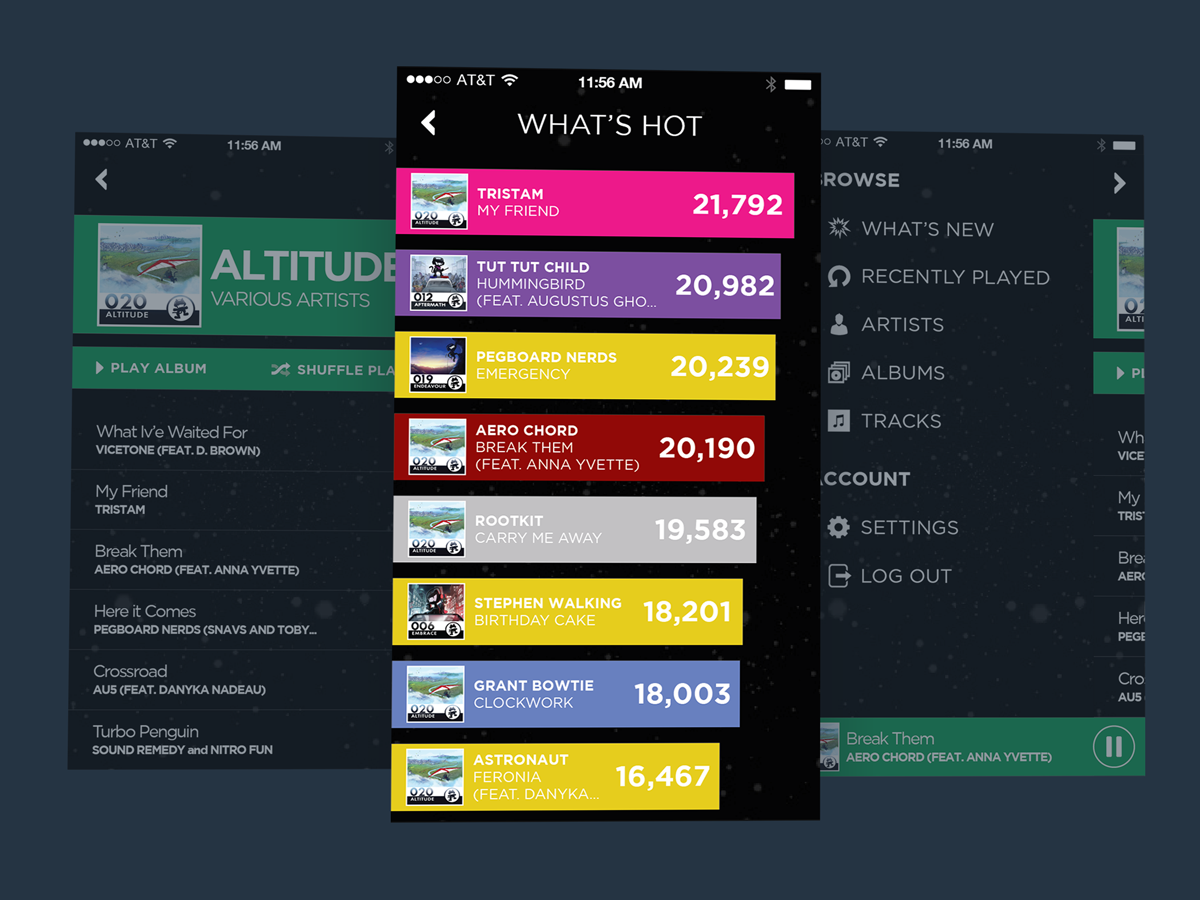 AT&T 11:56 AM
ALTITUDE
VARIOUS ARTISTS
020
ALTITUDE
PLAY ALBUM
SHUFFLE PLA
What Iv'e Waited For
VICETONE (FEAT. D. BROWN)
My Friend
TRISTAM
Break Them
AERO CHORD (FEAT. ANNA YVETTE)
Here it Comes
PEGBOARD NERDS (SNAVS AND TOBY...
Crossroad
AU5 (FEAT. DANYKA NADEAU)
Turbo Penguin
SOUND REMEDY and NITRO FUN
AT&T 11:56 AM
WHAT'S HOT
020
ALTITUDE
TRISTAM
MY FRIEND
21,792
012
AFTERMATH
TUT TUT CHILD
HUMMINGBIRD
(FEAT. AUGUSTUS GHO...
20,982
019
ENDEAVOUR
PEGBOARD NERDS
EMERGENCY
20,239
020
ALTITUDE
AERO CHORD
BREAK THEM
(FEAT. ANNA YVETTE)
20,190
020
ALTITUDE
ROOTKIT
CARRY ME AWAY
19,583
006
EMBRACE
STEPHEN WALKING
BIRTHDAY CAKE
18,201
020
ALTITUDE
GRANT BOWTIE
CLOCKWORK
18,003
020
ALTITUDE
ASTRONAUT
FERONIA
(FEAT. DANYKA...
16,467
AT&T 11:56 AM
ROWSE
WHAT'S NEW
RECENTLY PLAYED
ARTISTS
ALBUMS
TRACKS
CCOUNT
SETTINGS
LOG OUT
02
ALTI
PL
Wh
VICE
My
TRIST
Brea
AERO
Her
PEGE
Cro
AU5
Break Them
AERO CHORD (FEAT. ANNA YVETTE)